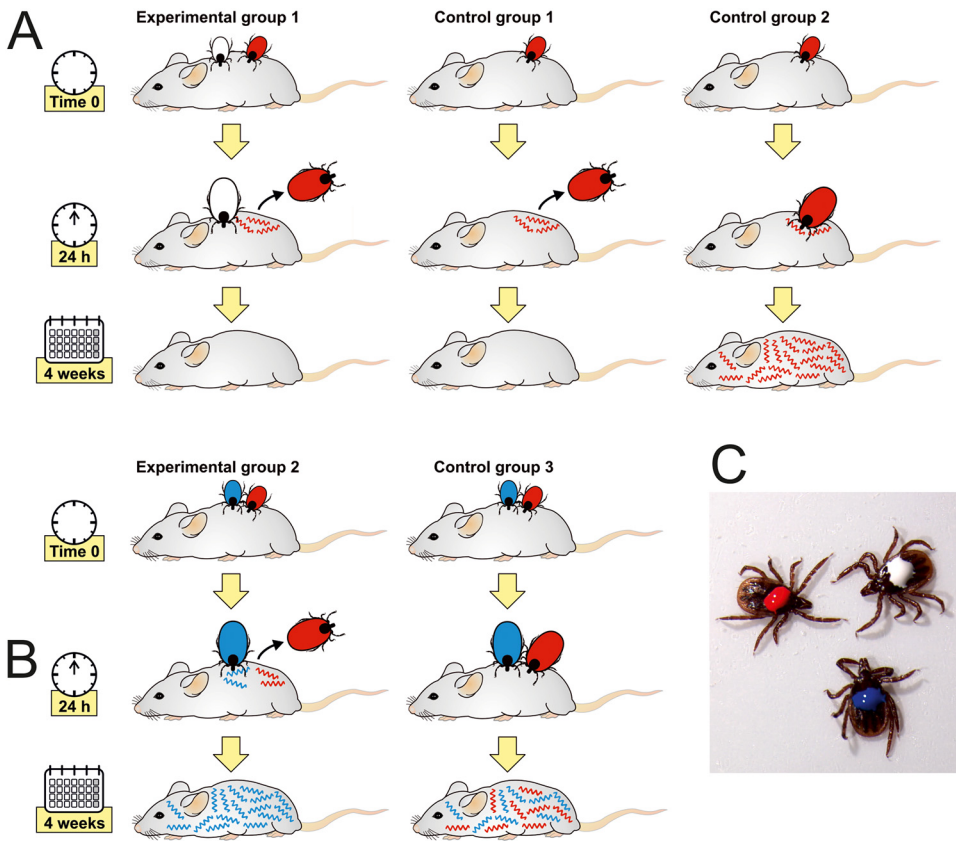 A
Experimental group 1
Control group 1
Control group 2
Time 0
24 h
4 weeks
B
Experimental group 2
Control group 3
Time 0
24 h
4 weeks
C